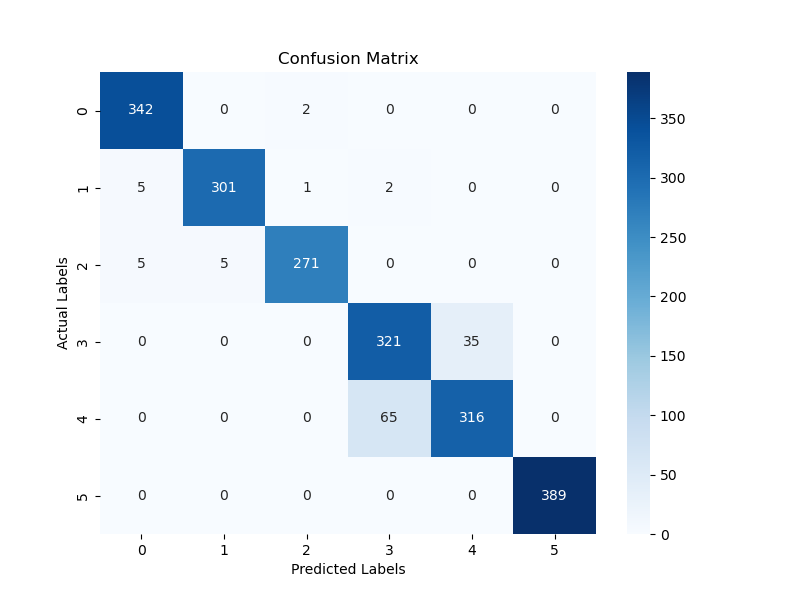 Confusion Matrix
0 342 0 2 0 0 0
1 5 301 1 2 0 0
2 5 5 271 0 0 0
3 0 0 0 321 35 0
4 0 0 0 65 316 0
5 0 0 0 0 0 389
0 1 2 3 4 5
Predicted Labels
Actual Labels
350
300
250
200
150
100
50
0